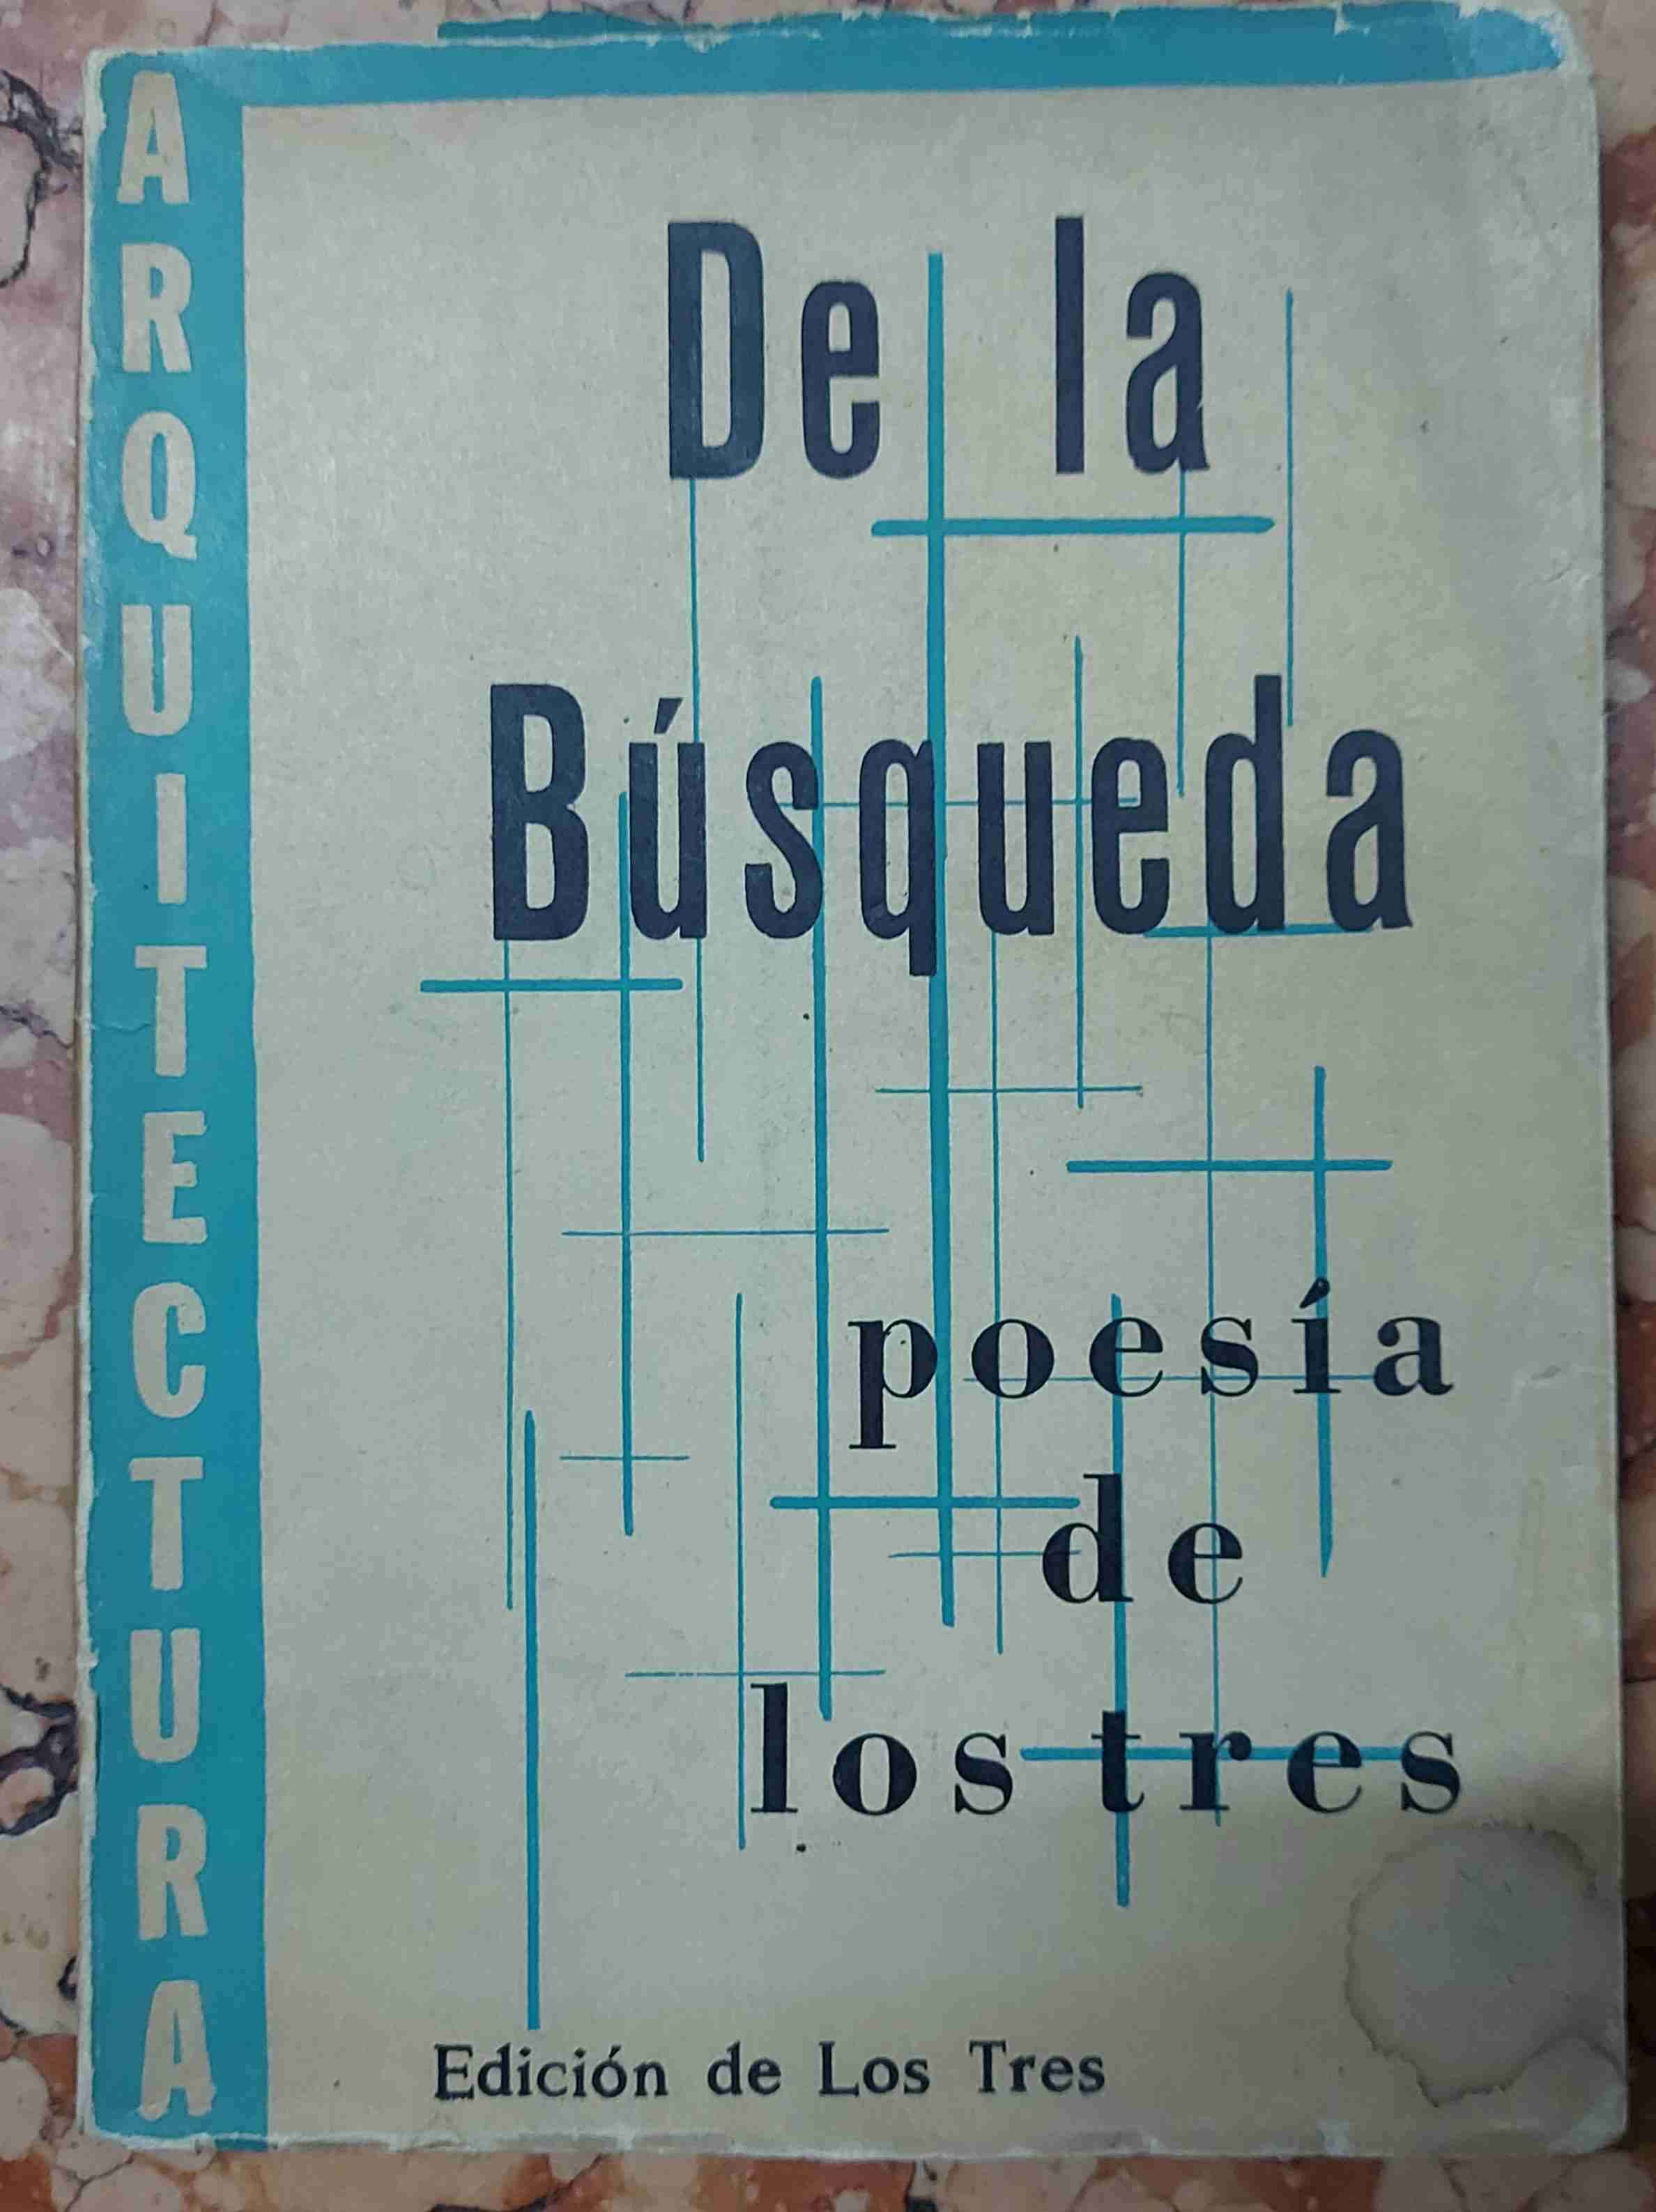 ARQUITECTURA
De la
Búsqueda
poesía
de
los tres
Edición de Los Tres